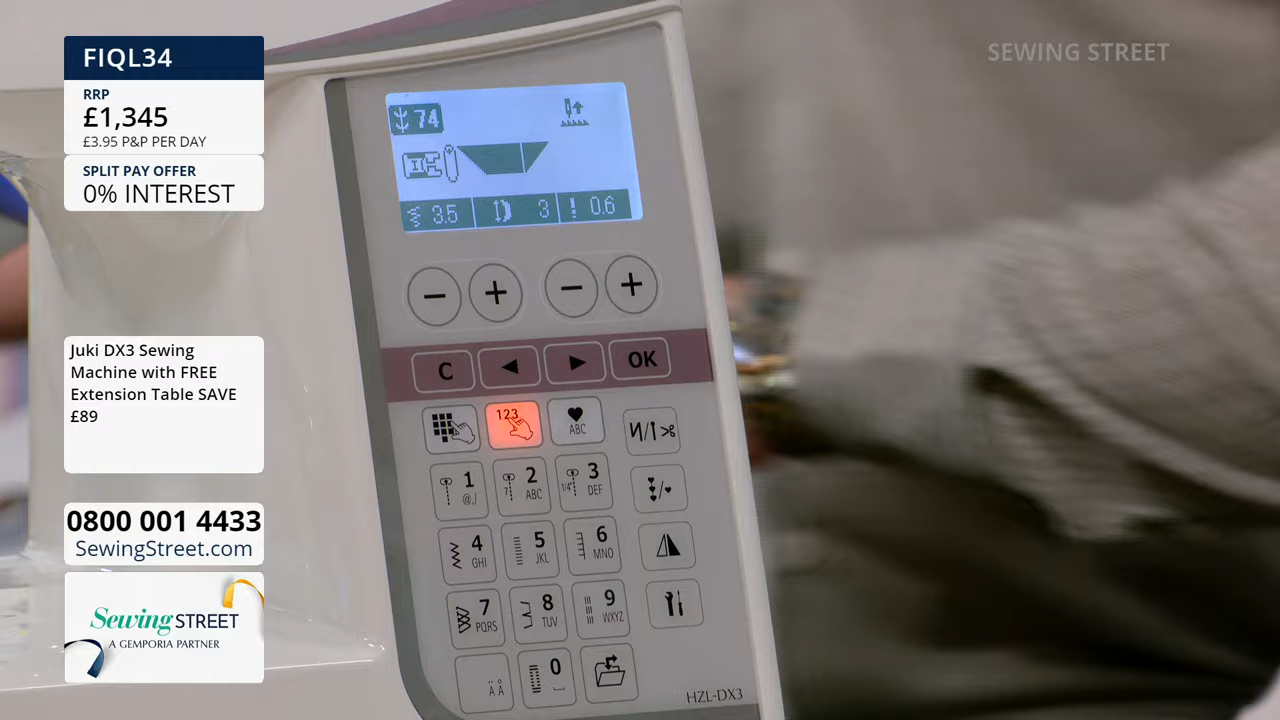 FIQL34
RRP
£1,345
£3.95 P&P PER DAY
SPLIT PAY OFFER
0% INTEREST
Juki DX3 Sewing
Machine with FREE
Extension Table SAVE
£89
0800 001 4433
SewingStreet.com
Sewing STREET
A GEMPORIA PARTNER
SEWING STREET
74
3.5 3 0.6
C OK
123 ABC
1 @./ 2 ABC 1/4" 3 DEF
4 GHI 5 JKL 6 MNO
7 PQRS 8 TUV 9 WXYZ
Ä Å 0
HZL-DX3